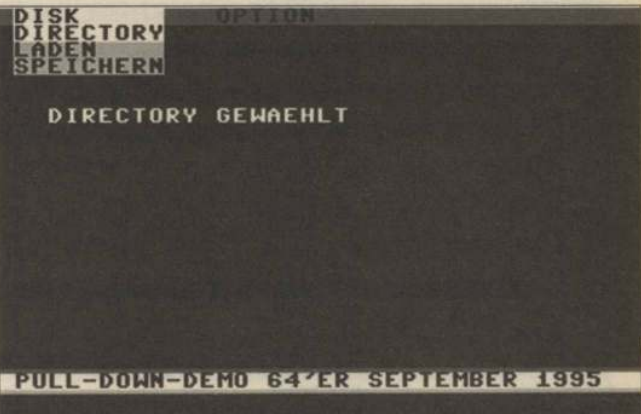 DISK OPTION
DIRECTORY
LADEN
SPEICHERN
DIRECTORY GEWAEHLT
PULL-DOWN-DEMO 64'ER SEPTEMBER 1995